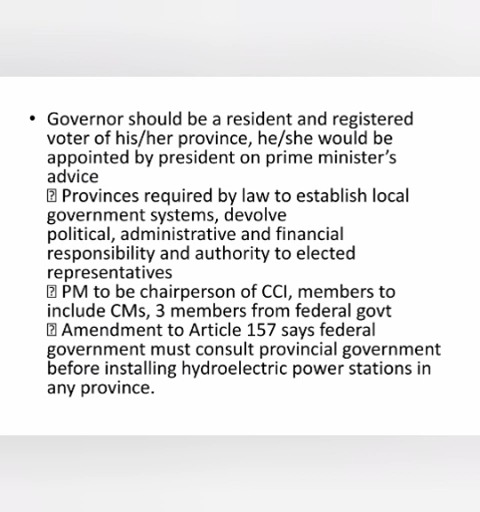 • Governor should be a resident and registered
voter of his/her province, he/she would be
appointed by president on prime minister's
advice
⍰ Provinces required by law to establish local
government systems, devolve
political, administrative and financial
responsibility and authority to elected
representatives
⍰ PM to be chairperson of CCI, members to
include CMs, 3 members from federal govt
⍰ Amendment to Article 157 says federal
government must consult provincial government
before installing hydroelectric power stations in
any province.